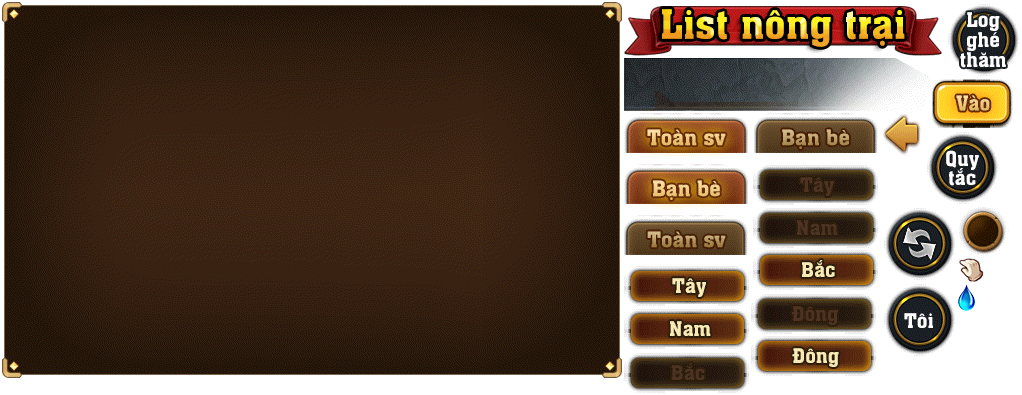 List nông trại
Log
ghé
thăm
Vào
Toàn sv
Bạn bè
Quy
tắc
Bạn bè
Tây
Toàn sv
Nam
Tây
Bắc
Nam
Đông
Tôi
Bắc
Đông